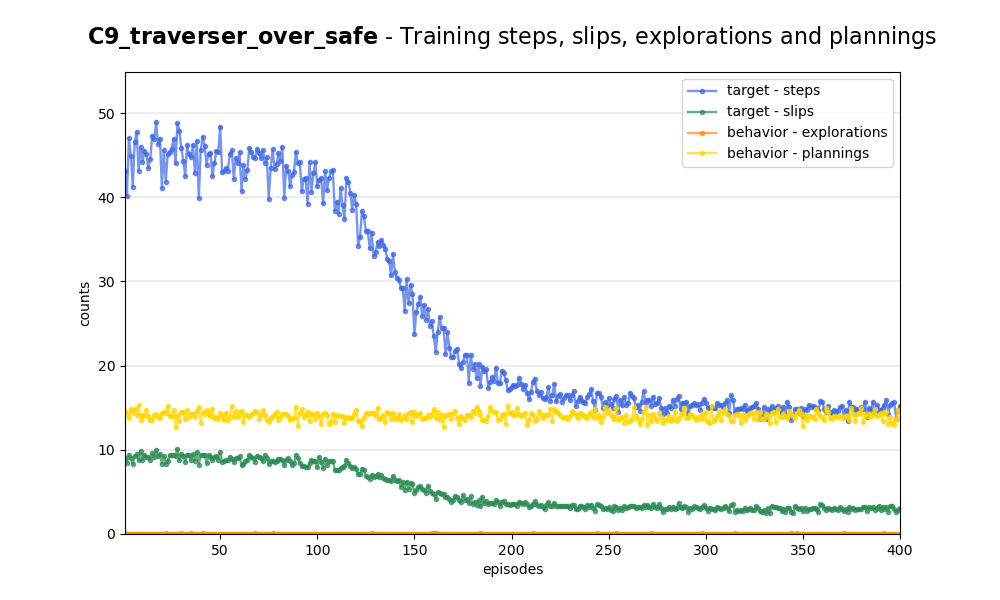 C9_traverser_over_safe - Training steps, slips, explorations and plannings
target - steps
target - slips
behavior - explorations
behavior - plannings
counts
50
40
30
20
10
0
50
100
150
200
250
300
350
400
episodes